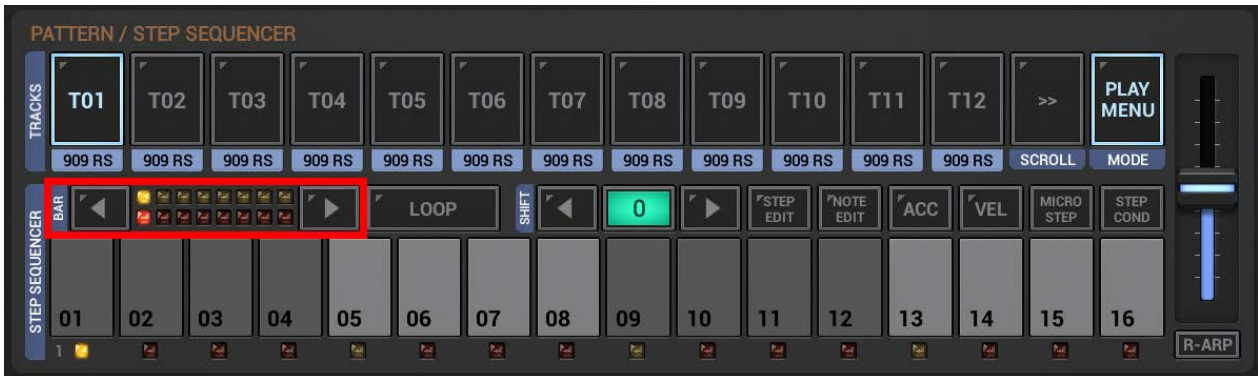 PATTERN / STEP SEQUENCER
TRACKS
T01 T02 T03 T04 T05 T06 T07 T08 T09 T10 T11 T12 >> PLAY MENU
909 RS 909 RS 909 RS 909 RS 909 RS 909 RS 909 RS 909 RS 909 RS 909 RS 909 RS 909 RS SCROLL MODE
STEP SEQUENCER
BAR LOOP SHIFT 0 STEP EDIT NOTE EDIT ACC VEL MICRO STEP STEP COND
01 02 03 04 05 06 07 08 09 10 11 12 13 14 15 16
1 R-ARP